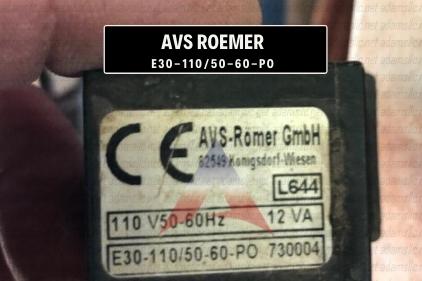 AVS ROEMER
E30-110/50-60-PO
CE AVS-Römer GmbH
82549 Königsdorf-Wiesen
L644
110 V50-60Hz 12 VA
E30-110/50-60-PO 730004